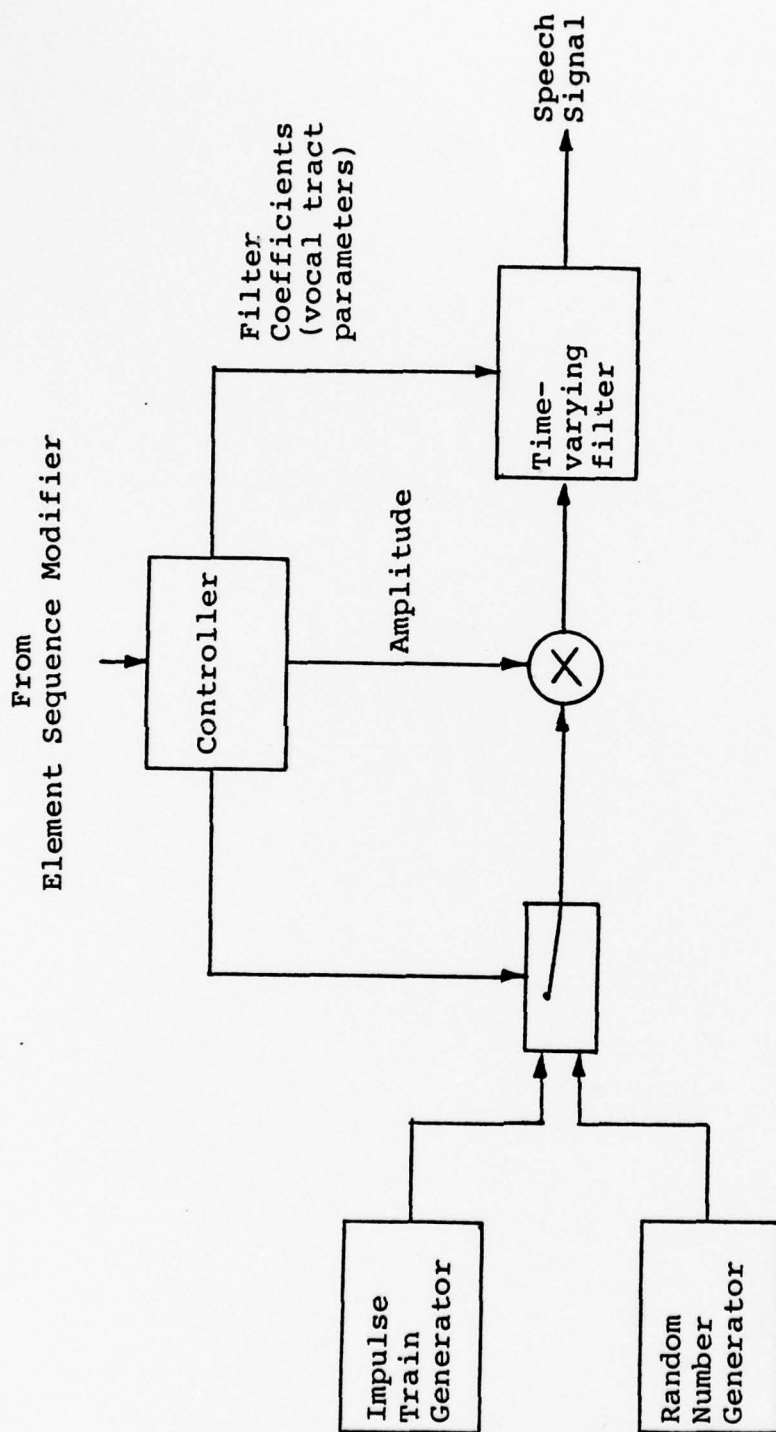 From
Element Sequence Modifier
Controller
Filter
Coefficients
(vocal tract
parameters)
Amplitude
Impulse
Train
Generator
Random
Number
Generator
Time-
varying
filter
Speech
Signal